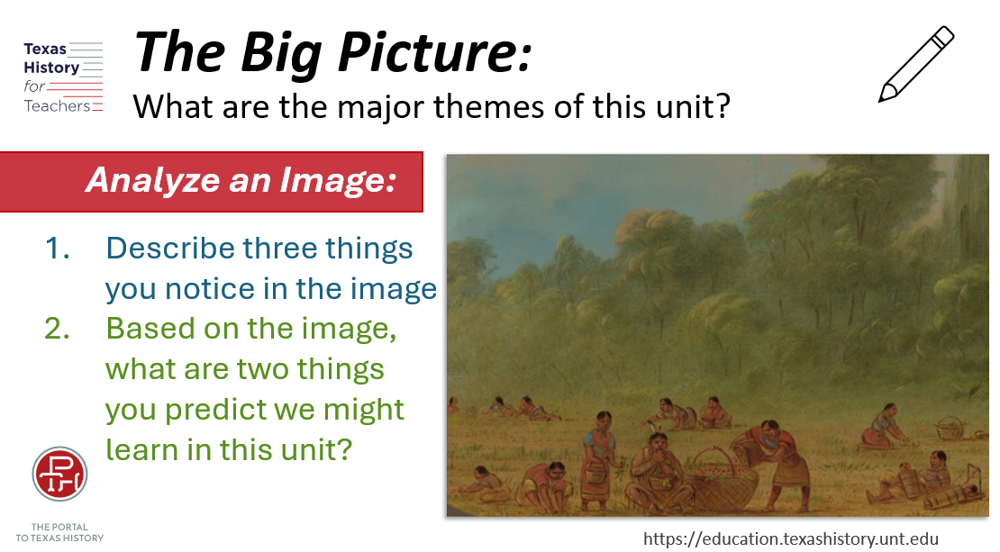 Texas
History
for
Teachers
The Big Picture:
What are the major themes of this unit?
Analyze an Image:
1. Describe three things
you notice in the image
2. Based on the image,
what are two things
you predict we might
learn in this unit?
PTH
THE PORTAL
TO TEXAS HISTORY
https://education.texashistory.unt.edu